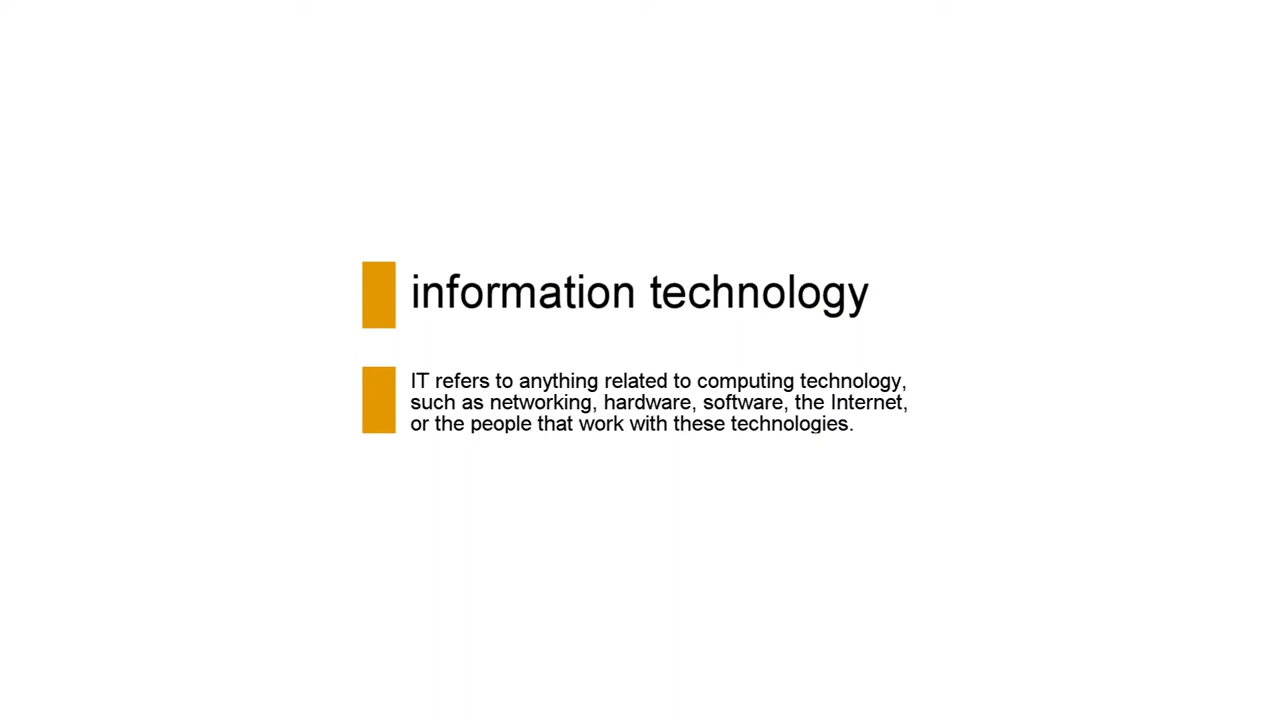 information technology
IT refers to anything related to computing technology,
such as networking, hardware, software, the Internet,
or the people that work with these technologies.